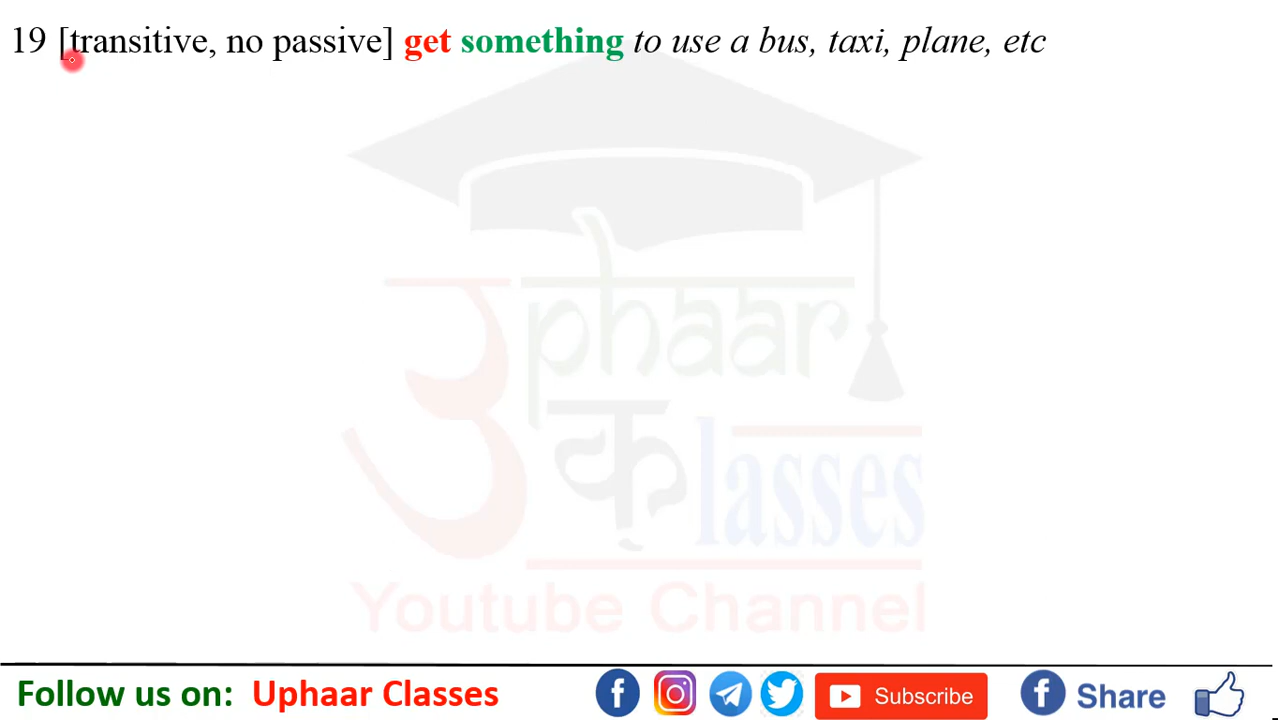 19 [transitive, no passive] get something to use a bus, taxi, plane, etc
उphaar
कlasses
Youtube Channel
Follow us on: Uphaar Classes
Subscribe
Share